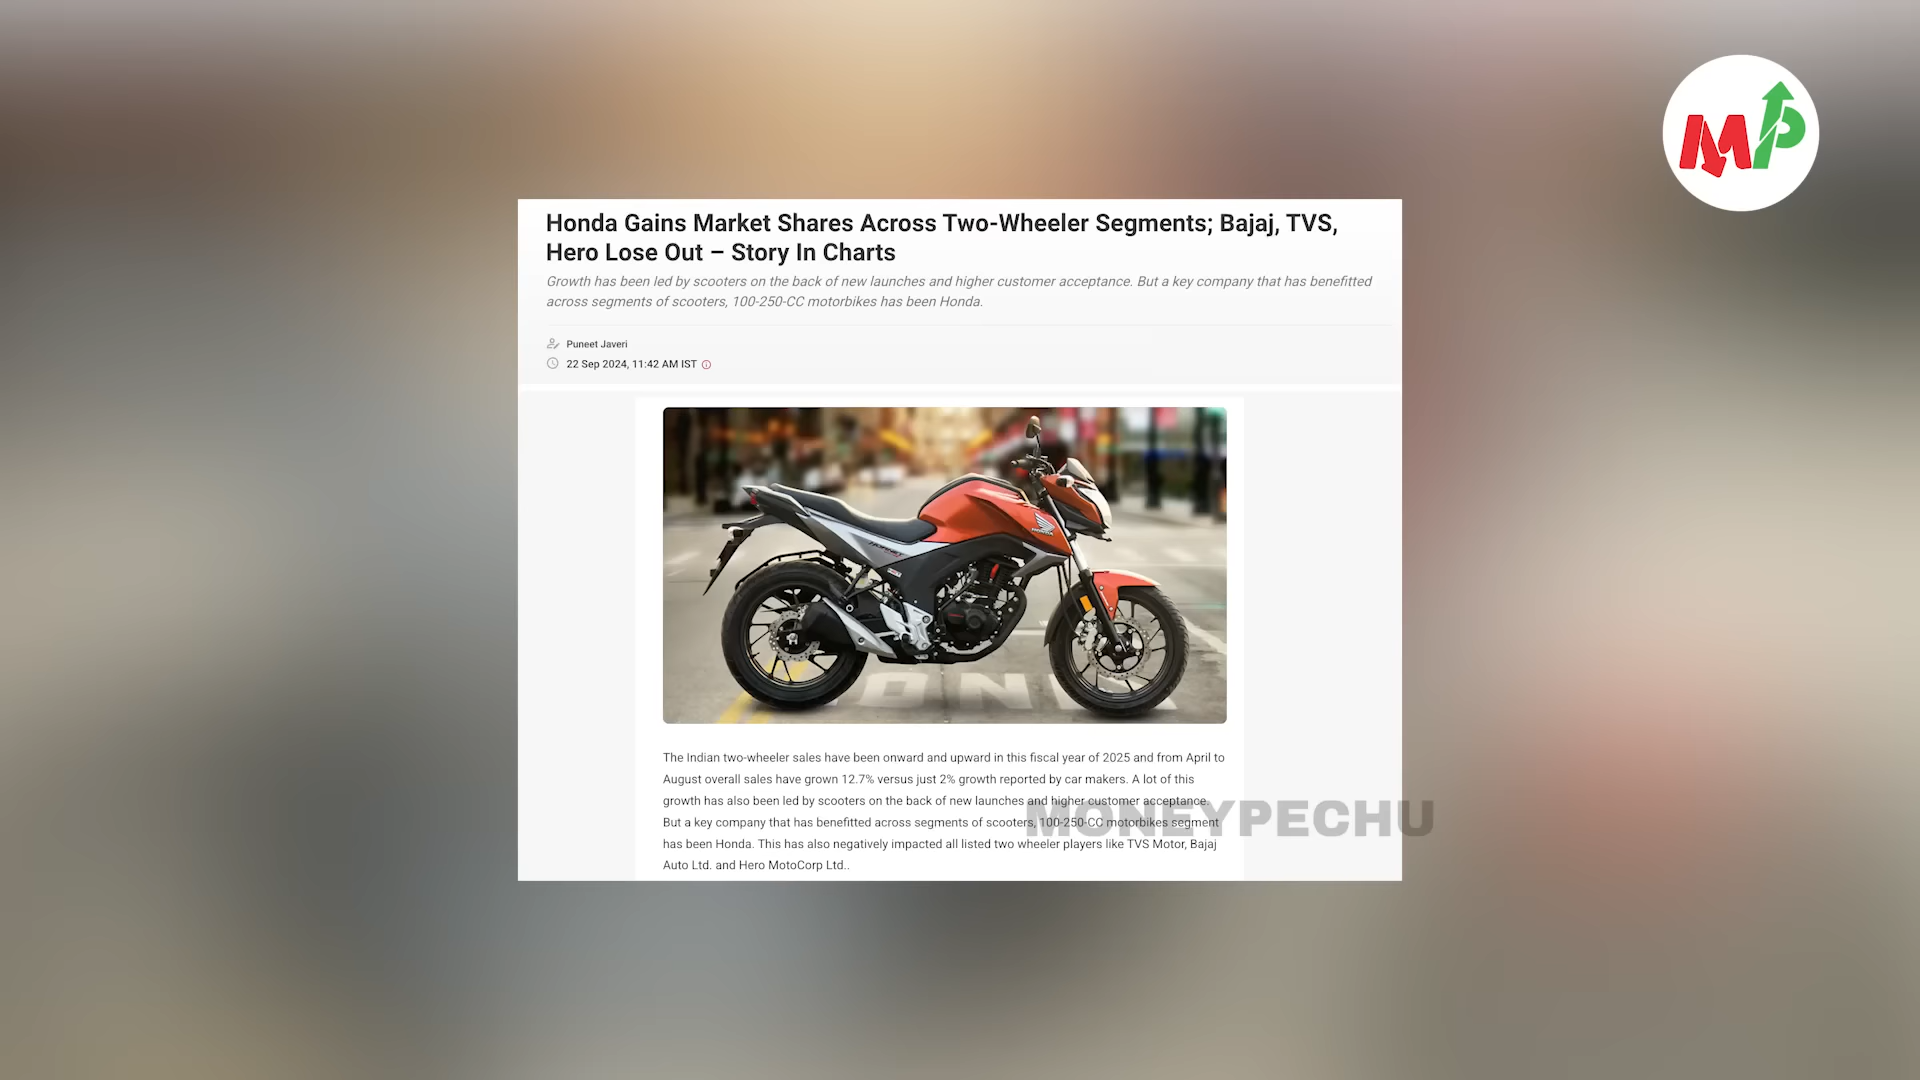 MP
Honda Gains Market Shares Across Two-Wheeler Segments; Bajaj, TVS,
Hero Lose Out – Story In Charts
Growth has been led by scooters on the back of new launches and higher customer acceptance. But a key company that has benefitted
across segments of scooters, 100-250-CC motorbikes has been Honda.
Puneet Javeri
22 Sep 2024, 11:42 AM IST
HONDA
HORNET
The Indian two-wheeler sales have been onward and upward in this fiscal year of 2025 and from April to
August overall sales have grown 12.7% versus just 2% growth reported by car makers. A lot of this
growth has also been led by scooters on the back of new launches and higher customer acceptance.
But a key company that has benefitted across segments of scooters, 100-250-CC motorbikes segment
has been Honda. This has also negatively impacted all listed two wheeler players like TVS Motor, Bajaj
Auto Ltd. and Hero MotoCorp Ltd..
MONEYPECHU